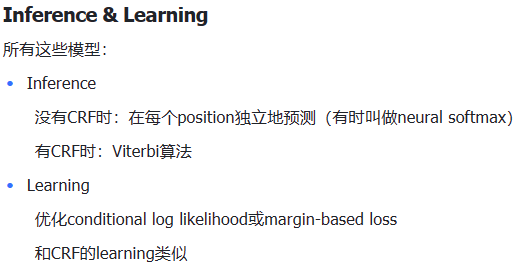 Inference & Learning
所有这些模型：
• Inference
没有CRF时：在每个position独立地预测（有时叫做neural softmax）
有CRF时：Viterbi算法
• Learning
优化conditional log likelihood或margin-based loss
和CRF的learning类似